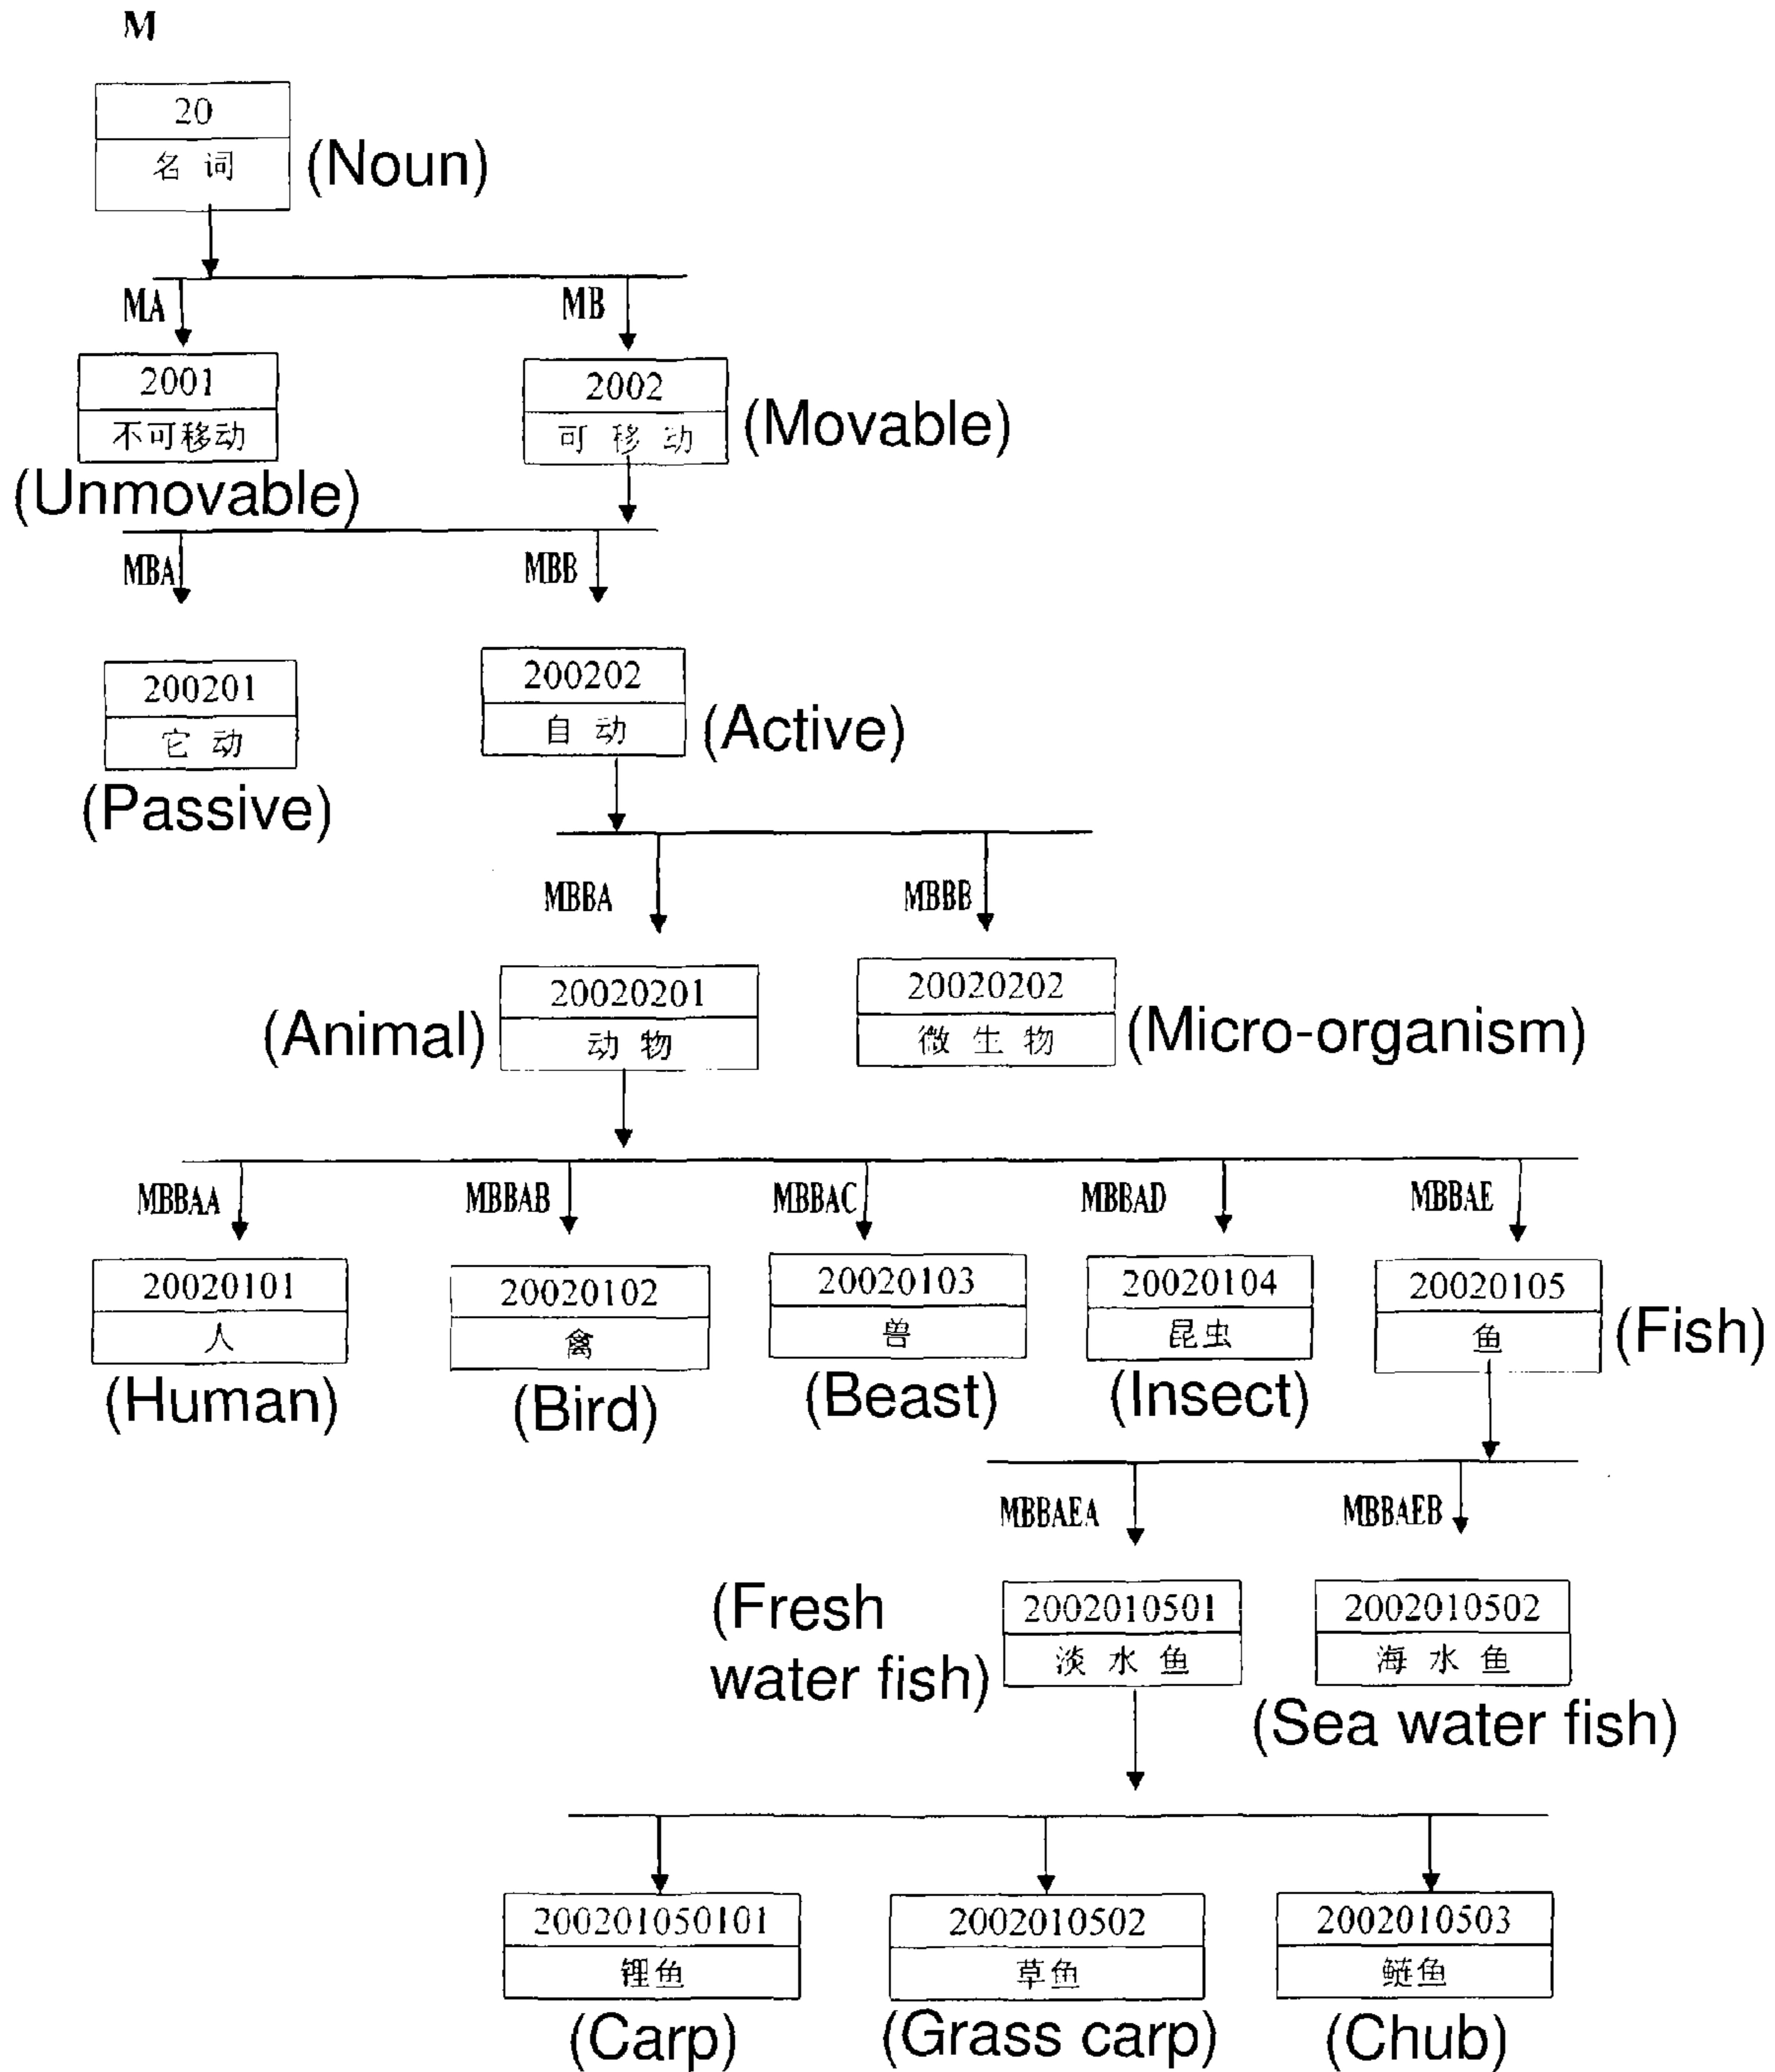 M
20
名 词
(Noun)
MA
MB
2001
不可移动
(Unmovable)
2002
可 移 动
(Movable)
MBA
MBB
200201
它 动
(Passive)
200202
自 动
(Active)
MBBA
MBBB
(Animal)
20020201
动 物
20020202
微 生 物
(Micro-organism)
MBBAA
MBBAB
MBBAC
MBBAD
MBBAE
20020101
人
(Human)
20020102
禽
(Bird)
20020103
兽
(Beast)
20020104
昆虫
(Insect)
20020105
鱼
(Fish)
MBBAEA
MBBAEB
(Fresh
water fish)
2002010501
淡 水 鱼
2002010502
海 水 鱼
(Sea water fish)
200201050101
锂鱼
(Carp)
2002010502
草鱼
(Grass carp)
2002010503
鲢鱼
(Chub)